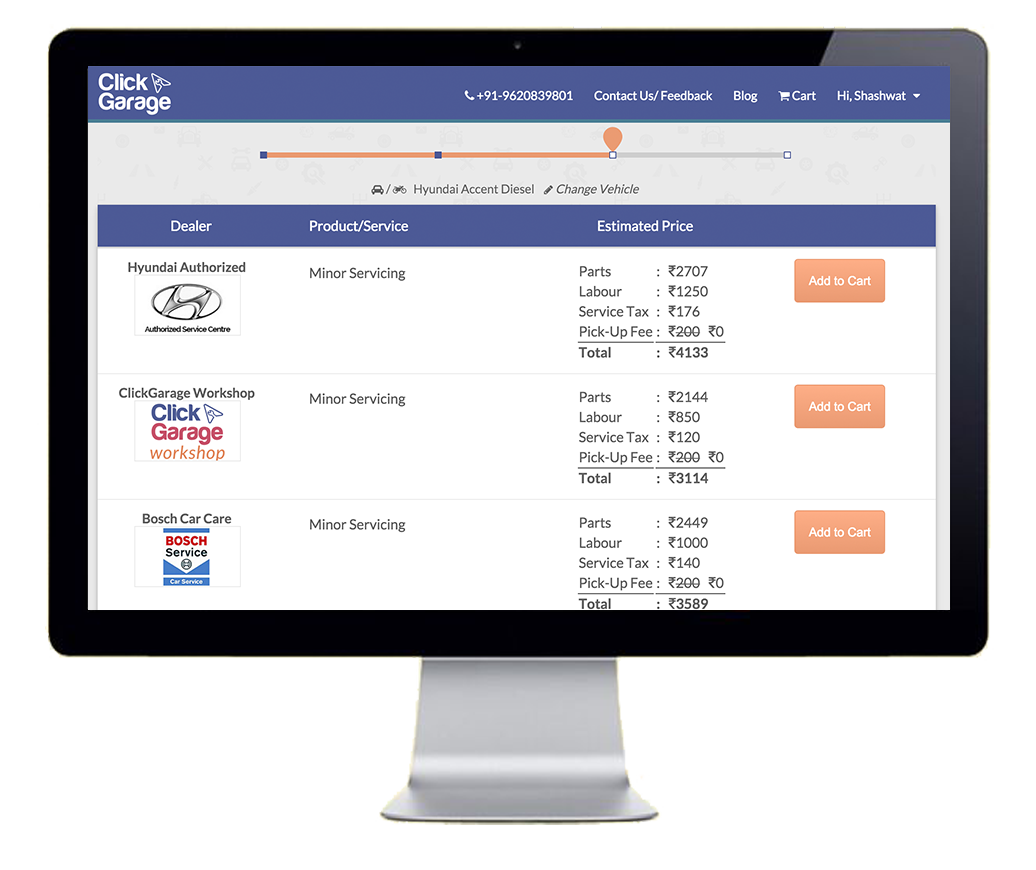 Click
Garage
+91-9620839801 Contact Us/ Feedback Blog Cart Hi, Shashwat
/ Hyundai Accent Diesel Change Vehicle
Dealer Product/Service Estimated Price
Hyundai Authorized
Authorized Service Centre
Minor Servicing
Parts : ₹2707
Labour : ₹1250
Service Tax : ₹176
Pick-Up Fee : ₹200 ₹0
Total : ₹4133
Add to Cart
ClickGarage Workshop
Click
Garage
workshop
Minor Servicing
Parts : ₹2144
Labour : ₹850
Service Tax : ₹120
Pick-Up Fee : ₹200 ₹0
Total : ₹3114
Add to Cart
Bosch Car Care
BOSCH
Service
Car Service
Minor Servicing
Parts : ₹2449
Labour : ₹1000
Service Tax : ₹140
Pick-Up Fee : ₹200 ₹0
Total : ₹3589
Add to Cart